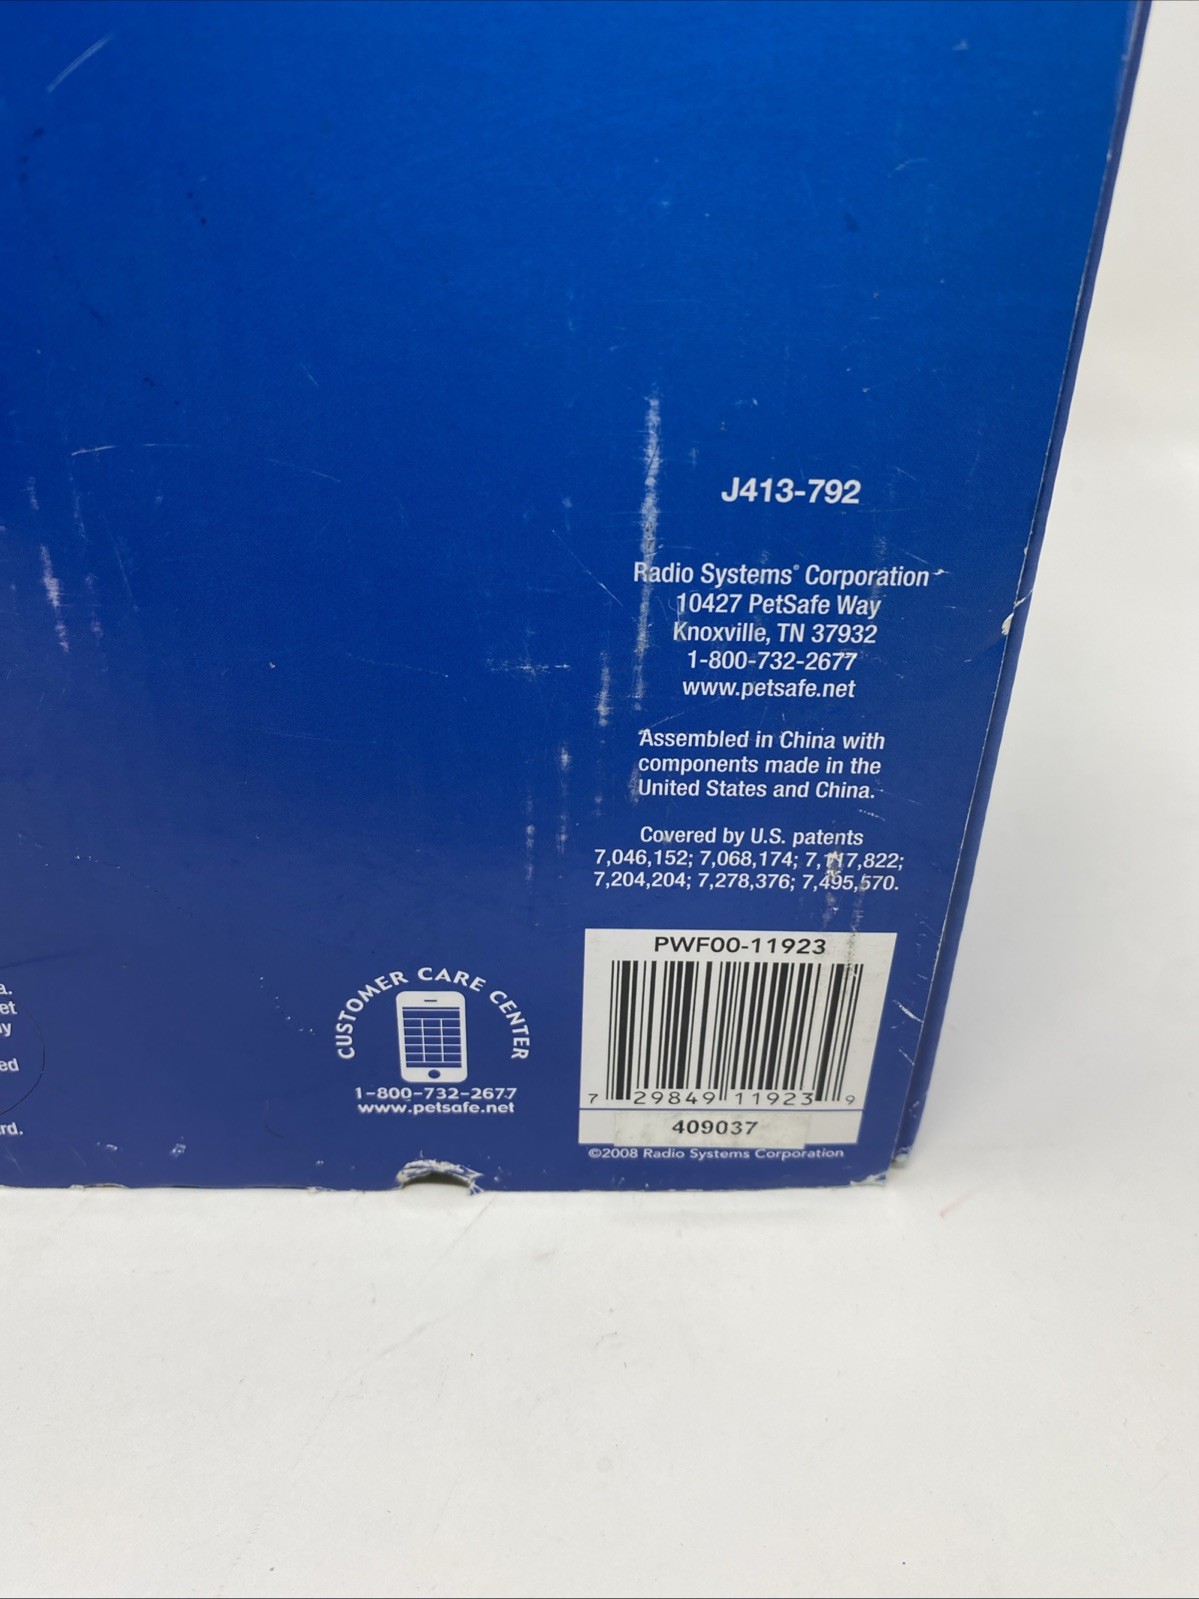 J413-792
Radio Systems® Corporation
10427 PetSafe Way
Knoxville, TN 37932
1-800-732-2677
www.petsafe.net
Assembled in China with
components made in the
United States and China.
Covered by U.S. patents
7,046,152; 7,068,174; 7,117,822;
7,204,204; 7,278,376; 7,495,570.
a.
et
y
ed
rd.
CUSTOMER CARE CENTER
1-800-732-2677
www.petsafe.net
PWF00-11923
7 29849 11923 9
409037
©2008 Radio Systems Corporation